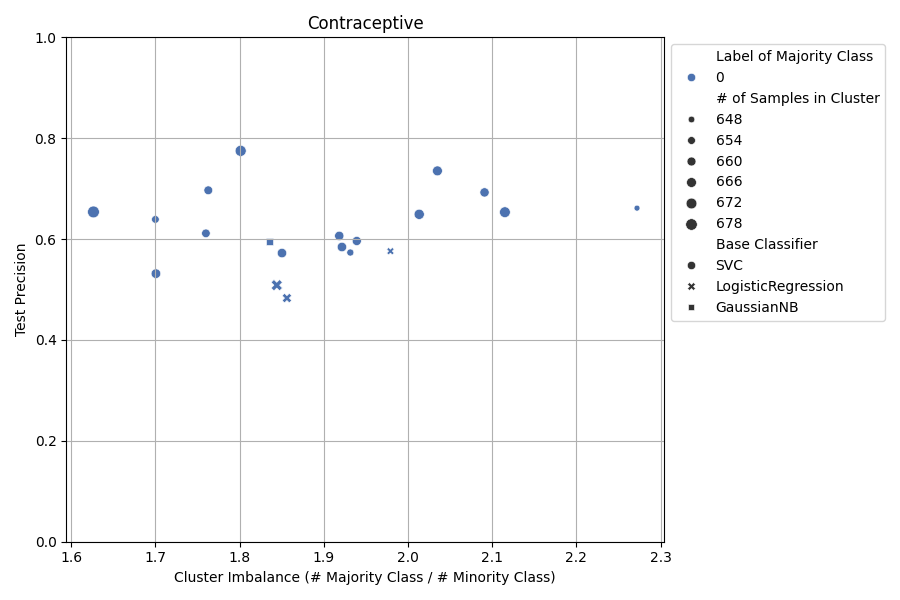 Contraceptive
Test Precision
1.0
0.8
0.6
0.4
0.2
0.0
1.6
1.7
1.8
1.9
2.0
2.1
2.2
2.3
Cluster Imbalance (# Majority Class / # Minority Class)
Label of Majority Class
0
# of Samples in Cluster
648
654
660
666
672
678
Base Classifier
SVC
LogisticRegression
GaussianNB